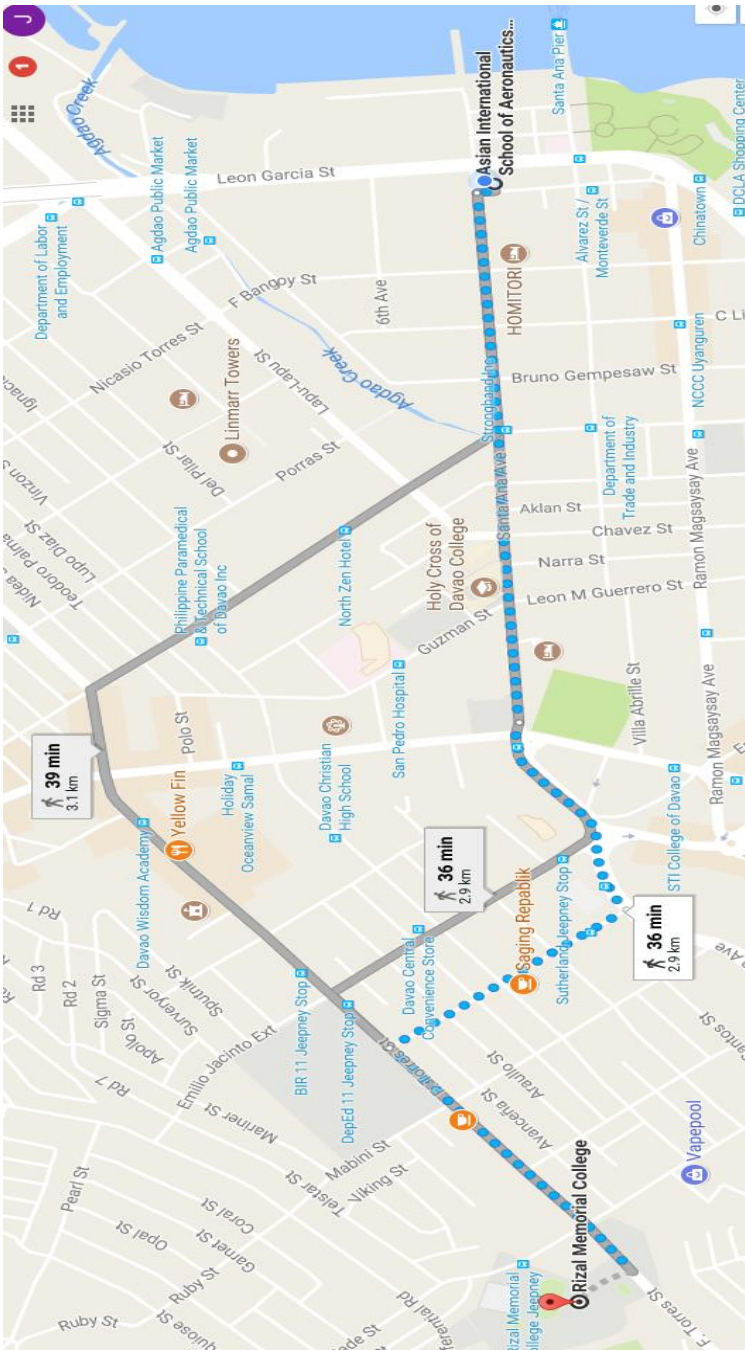 Ruby St
Pearl St
Rd 3
Rd 2
Rd 1
Department of Labor
and Employment
Agdao Creek
1
J
Opal St
Ruby St
Garnet St
Coral St
Sigma St
Apollo St
Surveyor St
Sputnik St
Rd 7
Emilio Jacinto Ext
Mariner St
Davao Wisdom Academy
Yellow Fin
39 min
3.1 km
Polo St
Lupo Diaz St
Philippine Paramedical
& Technical School
of Davao Inc
Nicasio Torres St
Agdao Public Market
Agdao Public Market
Leon Garcia St
F Bangoy St
Del Pilar St
Linmarr Towers
Porras St
Lapu-Lapu St
Holiday
Oceanview Samal
BIR 11 Jeepney Stop
DepEd 11 Jeepney Stop
Telstar St
Mabini St
Viking St
Davao Christian
High School
North Zen Hotel
6th Ave
Agdao Creek
San Pedro Hospital
Davao Central
Convenience Store
36 min
2.9 km
Guzman St
Holy Cross of
Davao College
Asian International
School of Aeronautics...
Santa Ana Ave
HOMITORI
Santa Ana Pier
Araullo St
Avanceña St
Saging Repablik
Sutherland Jeepney Stop
Bruno Gempesaw St
Aklan St
Chavez St
Narra St
Leon M Guerrero St
Rizal Memorial
College Jeepney
Rizal Memorial College
Alvarez St /
Monteverde St
Department of
Trade and Industry
Villa Abrille St
36 min
2.9 km
STI College of Davao
F. Torres St
Vapepool
Ramon Magsaysay Ave
Ramon Magsaysay Ave
NCCC Uyanguren
Chinatown
DCLA Shopping Center